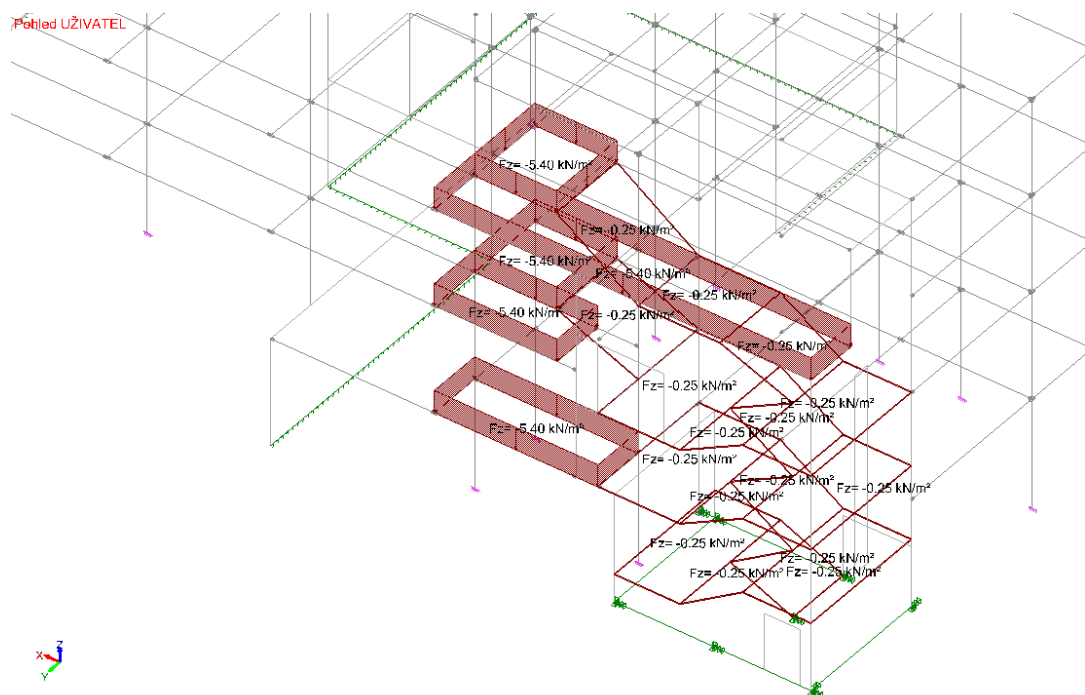 Pohled UŽIVATEL
Fz= -5.40 kN/m²
Fz= -0.25 kN/m²
Fz= -5.40 kN/m²
Fz= -5.40 kN/m²
Fz= -0.25 kN/m²
Fz= -5.40 kN/m²
Fz= -0.25 kN/m²
Fz= -0.25 kN/m²
Fz= -0.25 kN/m²
Fz= -0.25 kN/m²
Fz= -0.25 kN/m²
Fz= -5.40 kN/m²
Fz= -0.25 kN/m²
Fz= -0.25 kN/m²
Fz= -0.25 kN/m²
Fz= -0.25 kN/m²
Fz= -0.25 kN/m²
Fz= -0.25 kN/m²
Fz= -0.25 kN/m²
Fz= -0.25 kN/m²
Fz= -0.25 kN/m²
Fz= -0.25 kN/m²
Z
X
Y